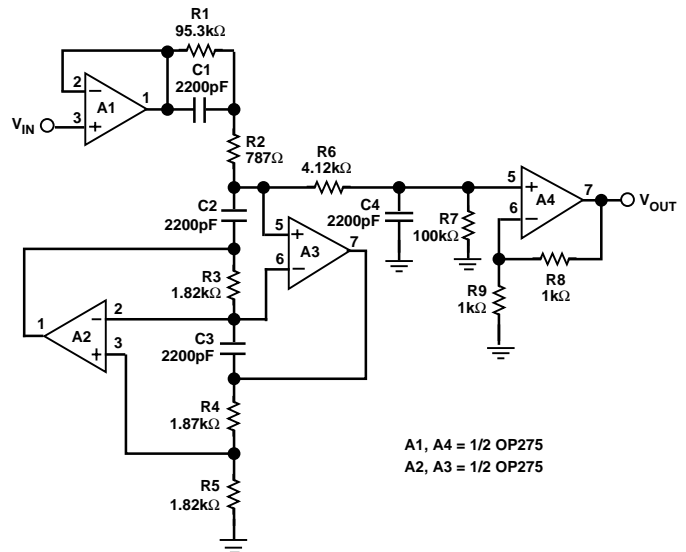 R1
95.3kΩ
C1
2200pF
2
3
A1
1
VIN
R2
787Ω
R6
4.12kΩ
C2
2200pF
C4
2200pF
R7
100kΩ
5
6
A4
7
VOUT
5
6
A3
7
R8
1kΩ
R9
1kΩ
R3
1.82kΩ
1
A2
2
3
C3
2200pF
R4
1.87kΩ
R5
1.82kΩ
A1, A4 = 1/2 OP275
A2, A3 = 1/2 OP275